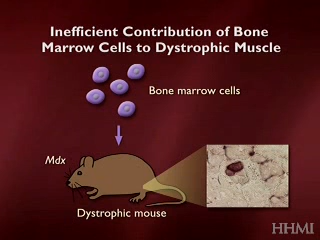 Inefficient Contribution of Bone
Marrow Cells to Dystrophic Muscle
Bone marrow cells
Mdx
Dystrophic mouse
HHMI